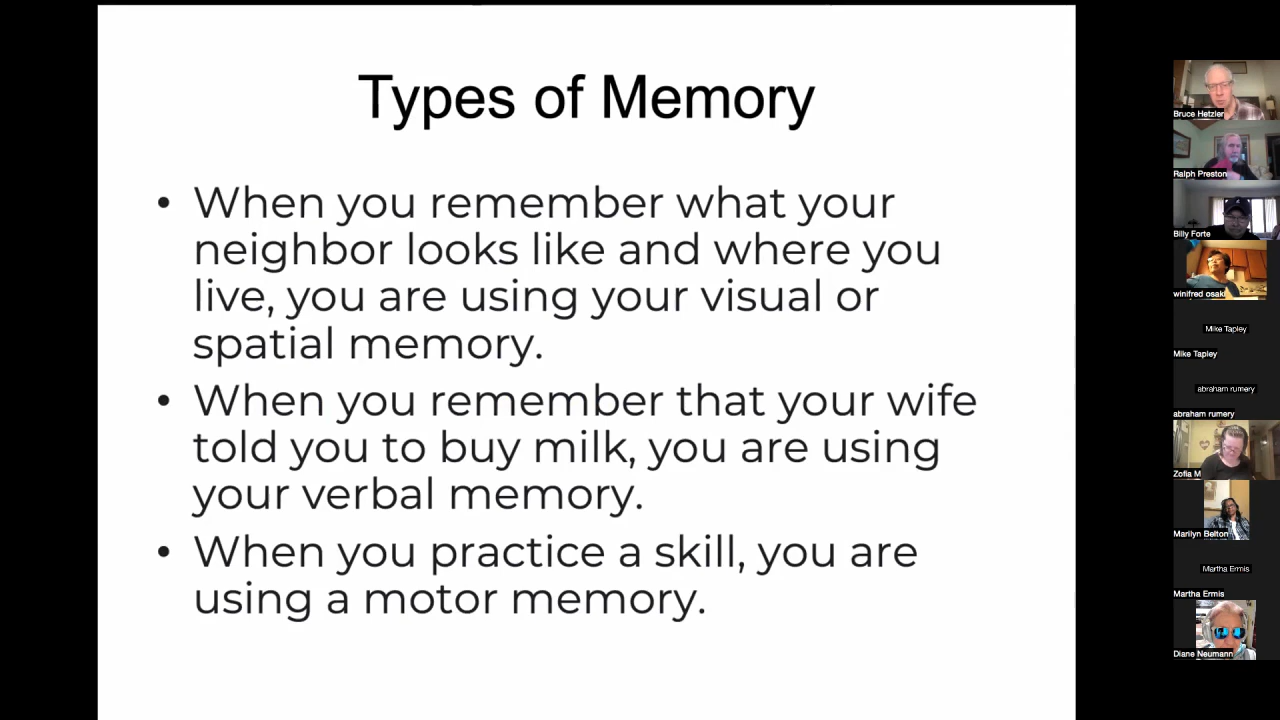 Types of Memory
• When you remember what your
neighbor looks like and where you
live, you are using your visual or
spatial memory.
• When you remember that your wife
told you to buy milk, you are using
your verbal memory.
• When you practice a skill, you are
using a motor memory.
Bruce Hetzler
Ralph Preston
Billy Forte
winifred osaki
Mike Tapley
Mike Tapley
abraham rumery
abraham rumery
Zofia M
Marilyn Belton
Martha Ermis
Martha Ermis
Diane Neumann